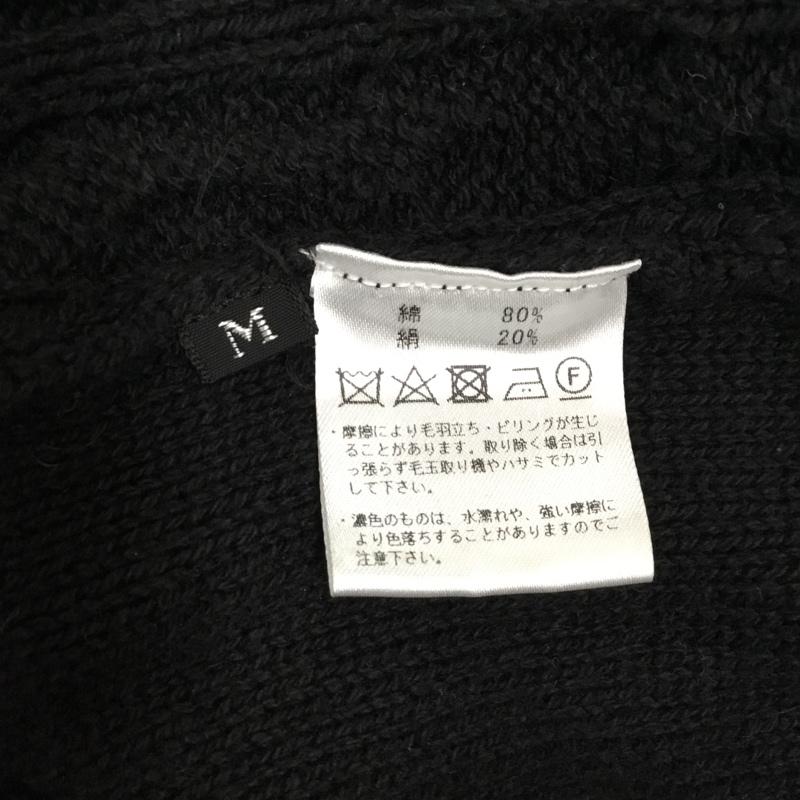 M
綿 80%
絹 20%
F
・摩擦により毛羽立ち・ピリングが生じ
ることがあります。取り除く場合は引
っ張らず毛玉取り機やハサミでカット
して下さい。
・濃色のものは、水濡れや、強い摩擦に
より色落ちすることがありますのでご
注意下さい。